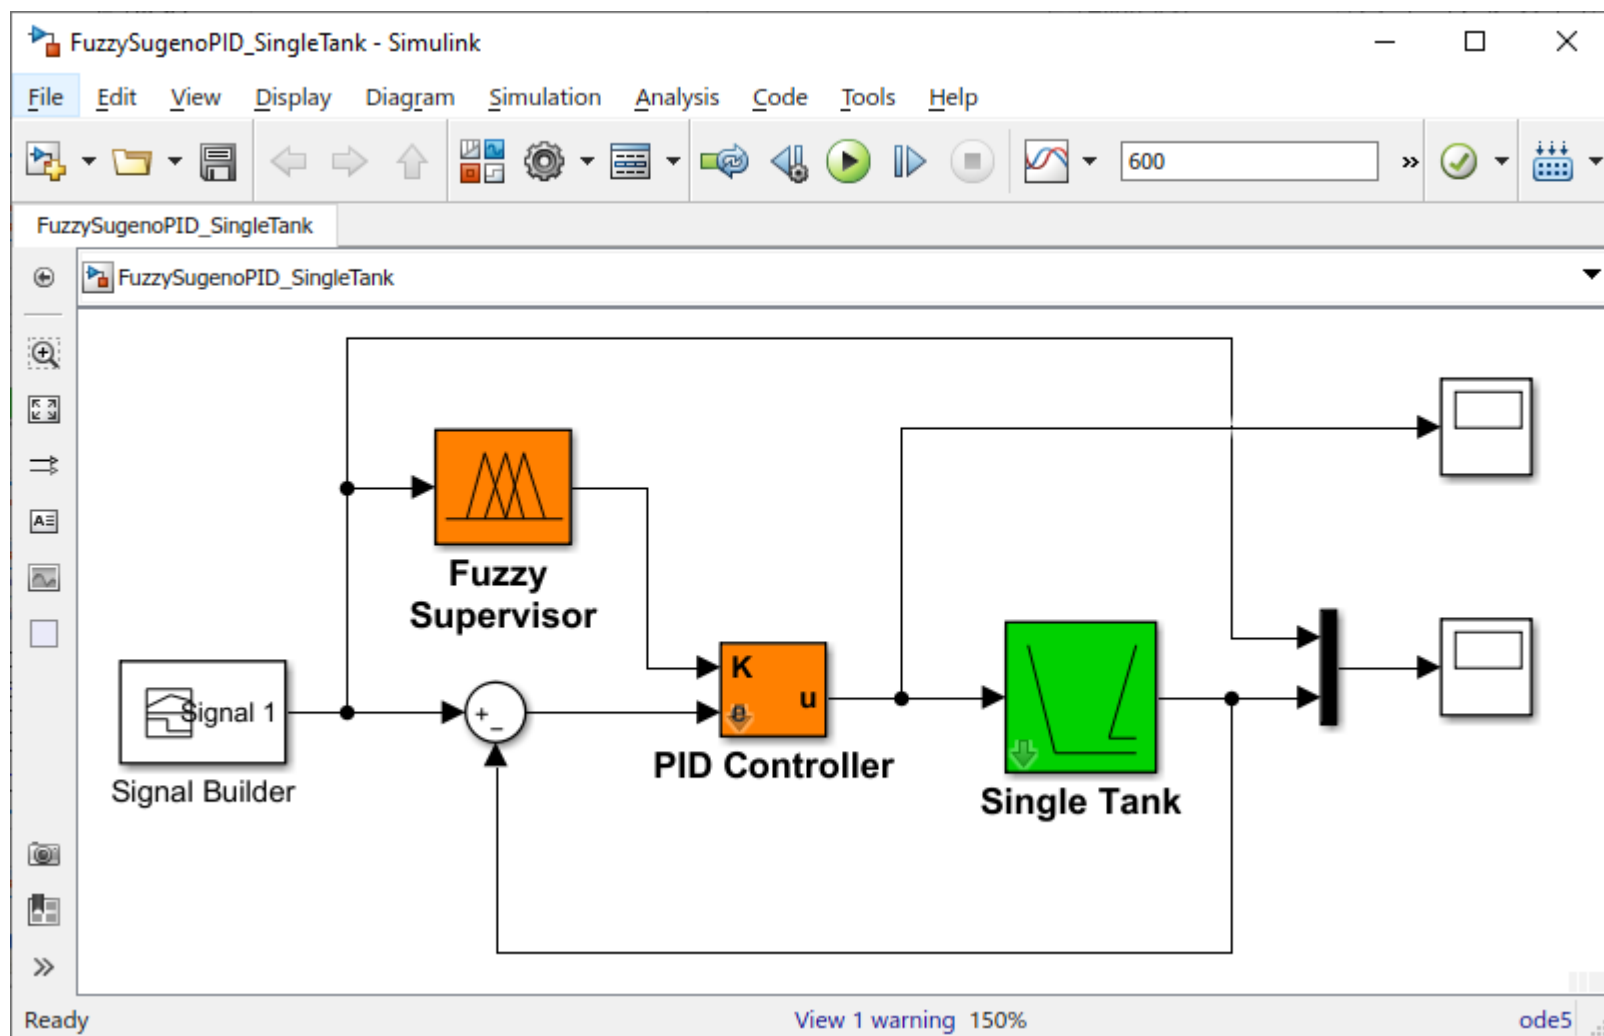 FuzzySugenoPID_SingleTank - Simulink
File Edit View Display Diagram Simulation Analysis Code Tools Help
600
FuzzySugenoPID_SingleTank
FuzzySugenoPID_SingleTank
Fuzzy
Supervisor
Signal 1
Signal Builder
+
−
K
e
u
PID Controller
Single Tank
Ready
View 1 warning 150%
ode5